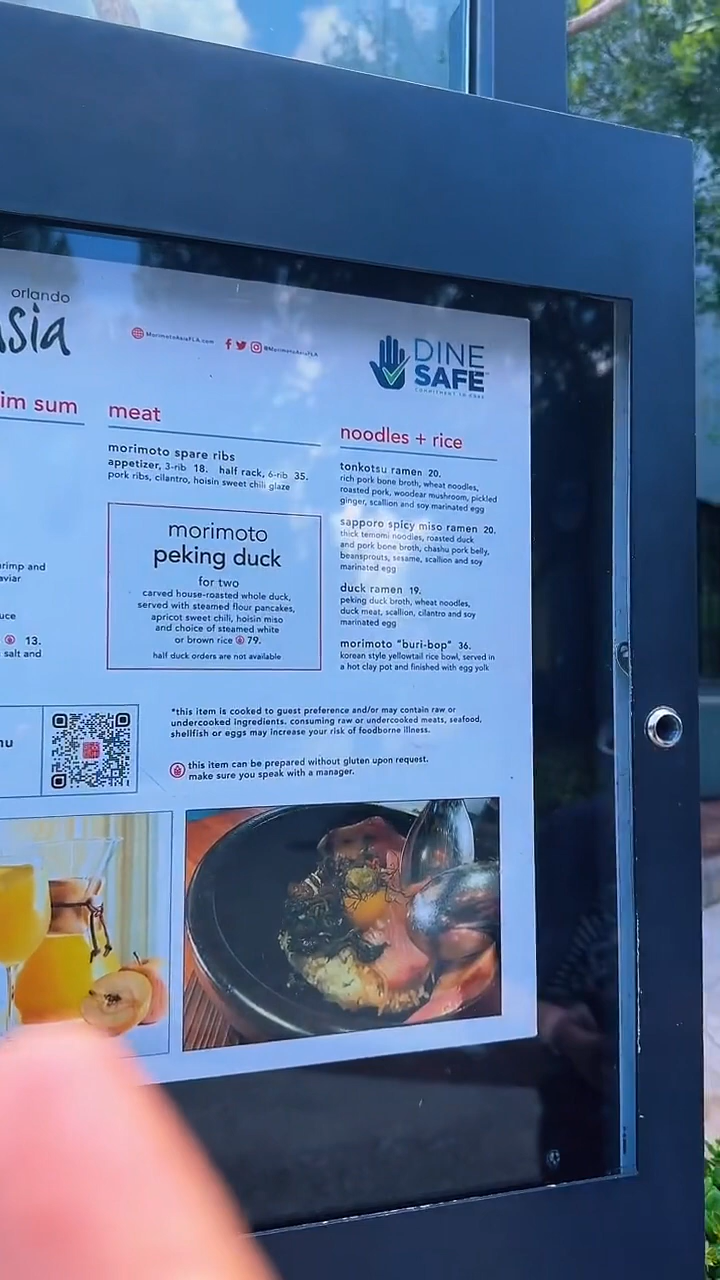 orlando
asia
MorimotoAsiaFLA.com
@MorimotoAsiaFLA
DINE
SAFE
COMMITMENT TO CARE
im sum
rimp and
aviar
uce
13.
salt and
nu
meat
morimoto spare ribs
appetizer, 3-rib 18. half rack, 6-rib 35.
pork ribs, cilantro, hoisin sweet chili glaze
morimoto
peking duck
for two
carved house-roasted whole duck,
served with steamed flour pancakes,
apricot sweet chili, hoisin miso
and choice of steamed white
or brown rice 79.
half duck orders are not available
noodles + rice
tonkotsu ramen 20.
rich pork bone broth, wheat noodles,
roasted pork, woodear mushroom, pickled
ginger, scallion and soy marinated egg
sapporo spicy miso ramen 20.
thick temomi noodles, roasted duck
and pork bone broth, chashu pork belly,
beansprouts, sesame, scallion and soy
marinated egg
duck ramen 19.
peking duck broth, wheat noodles,
duck meat, scallion, cilantro and soy
marinated egg
morimoto "buri-bop" 36.
korean style yellowtail rice bowl, served in
a hot clay pot and finished with egg yolk
*this item is cooked to guest preference and/or may contain raw or
undercooked ingredients. consuming raw or undercooked meats, seafood,
shellfish or eggs may increase your risk of foodborne illness.
this item can be prepared without gluten upon request.
make sure you speak with a manager.